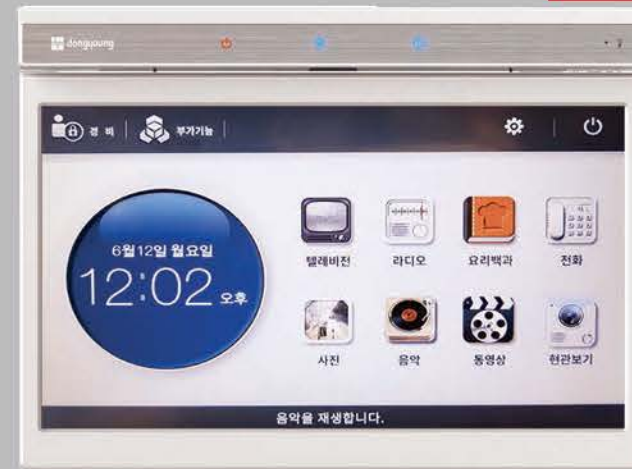 dongyoung
경비 부가기능
6월12일 월요일
12:02 오후
텔레비전 라디오 요리백과 전화
사진 음악 동영상 현관보기
음악을 재생합니다.